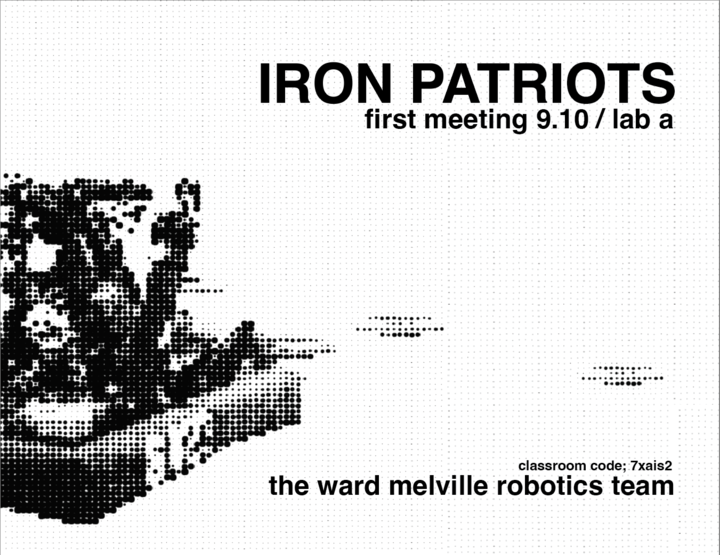 IRON PATRIOTS
first meeting 9.10 / lab a
classroom code; 7xais2
the ward melville robotics team